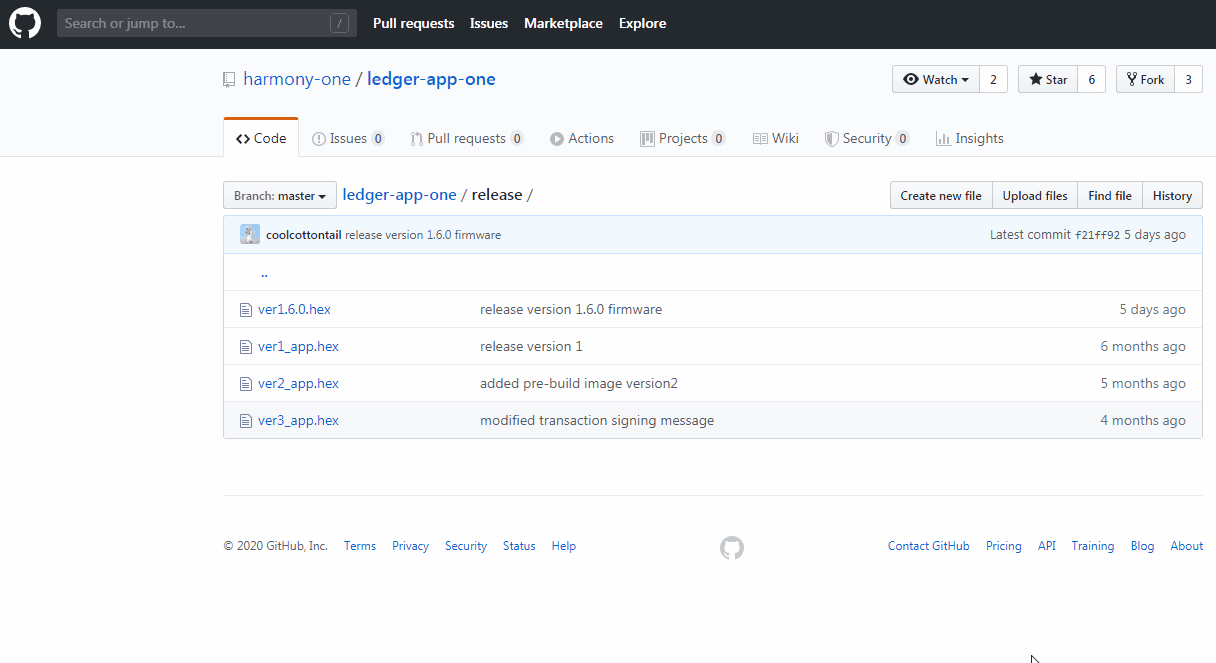 Search or jump to... / Pull requests Issues Marketplace Explore
harmony-one / ledger-app-one Watch 2 Star 6 Fork 3
Code Issues 0 Pull requests 0 Actions Projects 0 Wiki Security 0 Insights
Branch: master ledger-app-one / release / Create new file Upload files Find file History
coolcottontail release version 1.6.0 firmware Latest commit f21ff92 5 days ago
..
ver1.6.0.hex release version 1.6.0 firmware 5 days ago
ver1_app.hex release version 1 6 months ago
ver2_app.hex added pre-build image version2 5 months ago
ver3_app.hex modified transaction signing message 4 months ago
© 2020 GitHub, Inc. Terms Privacy Security Status Help Contact GitHub Pricing API Training Blog About